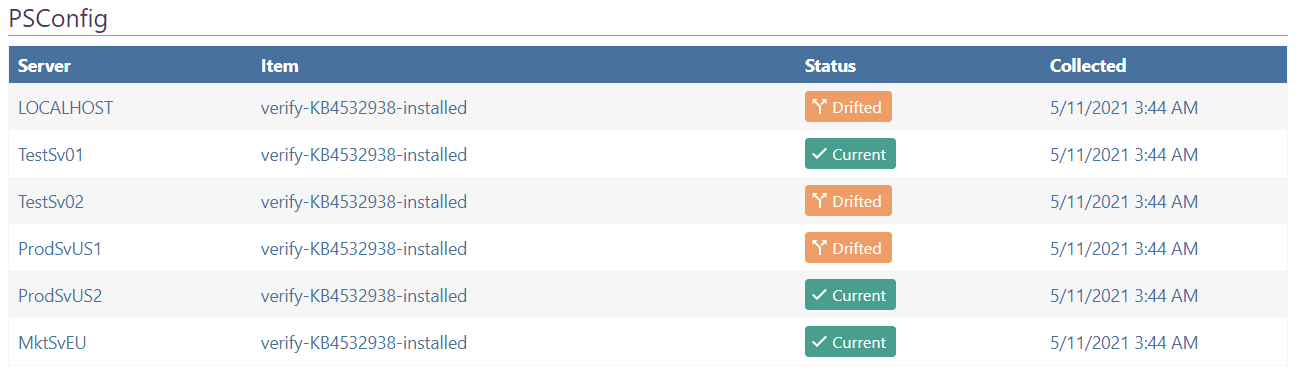 PSConfig
Server Item Status Collected
LOCALHOST verify-KB4532938-installed Drifted 5/11/2021 3:44 AM
TestSv01 verify-KB4532938-installed Current 5/11/2021 3:44 AM
TestSv02 verify-KB4532938-installed Drifted 5/11/2021 3:44 AM
ProdSvUS1 verify-KB4532938-installed Drifted 5/11/2021 3:44 AM
ProdSvUS2 verify-KB4532938-installed Current 5/11/2021 3:44 AM
MktSvEU verify-KB4532938-installed Current 5/11/2021 3:44 AM